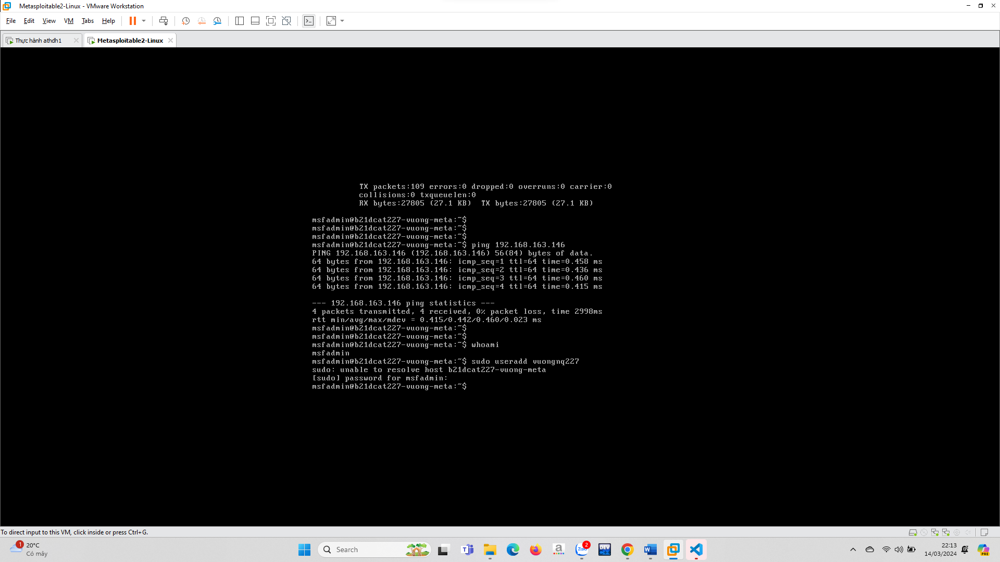 Metasploitable2-Linux - VMware Workstation
File Edit View VM Tabs Help
Thực hành athdh1
Metasploitable2-Linux
TX packets:109 errors:0 dropped:0 overruns:0 carrier:0
collisions:0 txqueuelen:0
RX bytes:27805 (27.1 KB)  TX bytes:27805 (27.1 KB)
msfadmin@b21dcat227-vuong-meta:~$
msfadmin@b21dcat227-vuong-meta:~$
msfadmin@b21dcat227-vuong-meta:~$
msfadmin@b21dcat227-vuong-meta:~$ ping 192.168.163.146
PING 192.168.163.146 (192.168.163.146) 56(84) bytes of data.
64 bytes from 192.168.163.146: icmp_seq=1 ttl=64 time=0.458 ms
64 bytes from 192.168.163.146: icmp_seq=2 ttl=64 time=0.436 ms
64 bytes from 192.168.163.146: icmp_seq=3 ttl=64 time=0.460 ms
64 bytes from 192.168.163.146: icmp_seq=4 ttl=64 time=0.415 ms
--- 192.168.163.146 ping statistics ---
4 packets transmitted, 4 received, 0% packet loss, time 2998ms
rtt min/avg/max/mdev = 0.415/0.442/0.460/0.023 ms
msfadmin@b21dcat227-vuong-meta:~$
msfadmin@b21dcat227-vuong-meta:~$
msfadmin@b21dcat227-vuong-meta:~$ whoami
msfadmin
msfadmin@b21dcat227-vuong-meta:~$ sudo useradd vuongnq227
sudo: unable to resolve host b21dcat227-vuong-meta
[sudo] password for msfadmin:
msfadmin@b21dcat227-vuong-meta:~$
To direct input to this VM, click inside or press Ctrl+G.
1
20°C
Có mây
Search
Zalo
2
DEV
22:13
14/03/2024
PRE